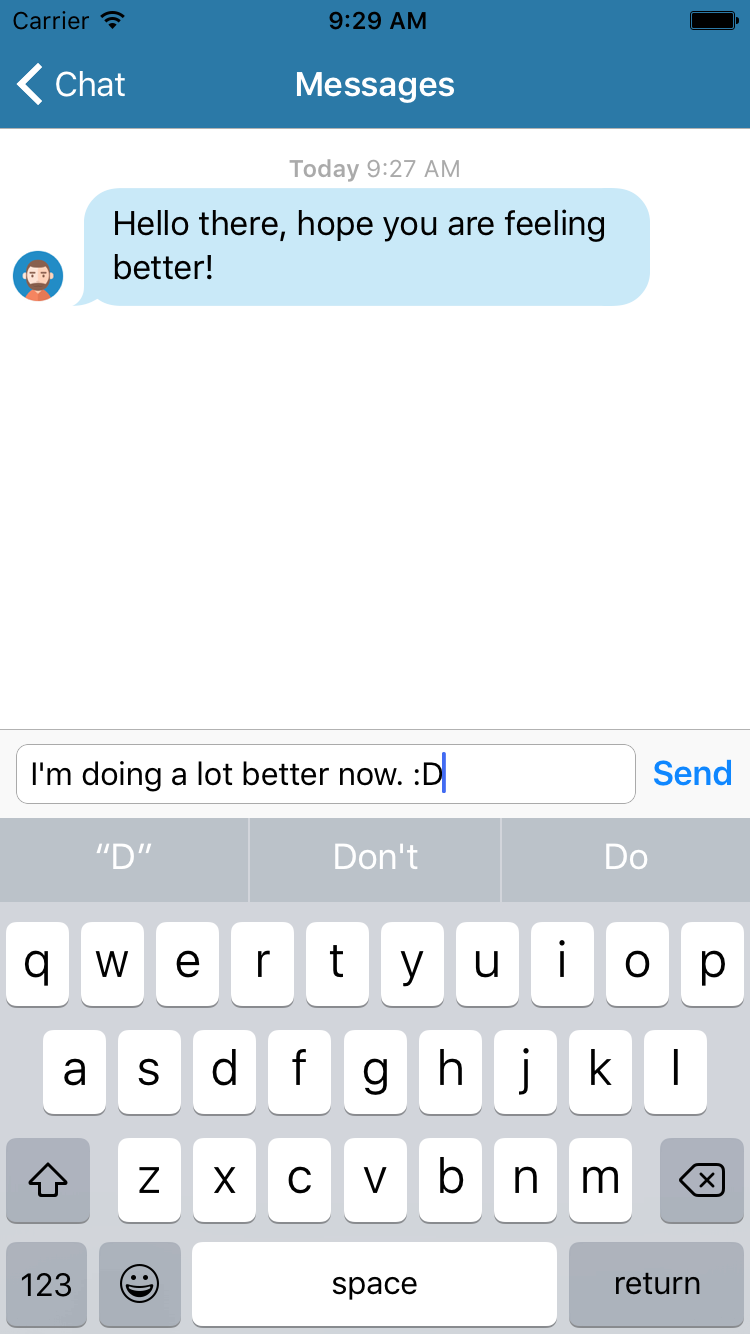 Carrier 9:29 AM
Chat Messages
Today 9:27 AM
Hello there, hope you are feeling
better!
I'm doing a lot better now. :D Send
“D” Don't Do
q w e r t y u i o p
a s d f g h j k l
z x c v b n m
123 space return